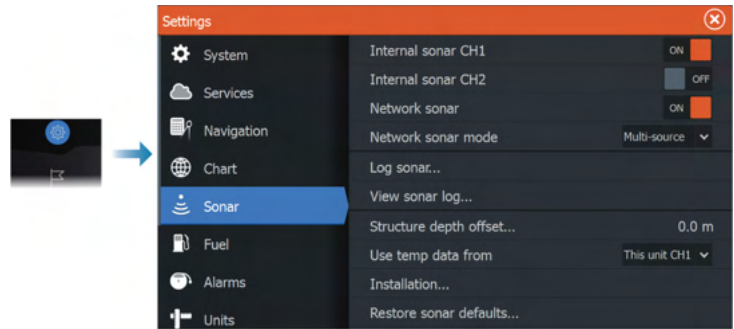 Settings
System
Services
Navigation
Chart
Sonar
Fuel
Alarms
Units
Internal sonar CH1 ON
Internal sonar CH2 OFF
Network sonar ON
Network sonar mode Multi-source
Log sonar...
View sonar log...
Structure depth offset... 0.0 m
Use temp data from This unit CH1
Installation...
Restore sonar defaults...